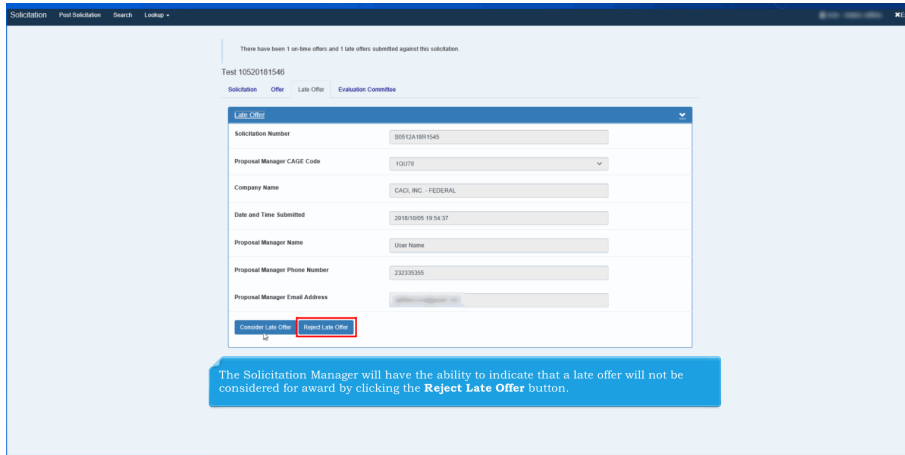 Solicitation Post Solicitation Search Lookup
There have been 1 on-time offers and 1 late offers submitted against this solicitation.
Test 10520181546
Solicitation Offer Late Offer Evaluation Committee
Late Offer
Solicitation Number S0512A18R1545
Proposal Manager CAGE Code 1QU78
Company Name CACI, INC. - FEDERAL
Date and Time Submitted 2018/10/05 19:54:37
Proposal Manager Name User Name
Proposal Manager Phone Number 232335355
Proposal Manager Email Address
Consider Late Offer Reject Late Offer
The Solicitation Manager will have the ability to indicate that a late offer will not be
considered for award by clicking the Reject Late Offer button.